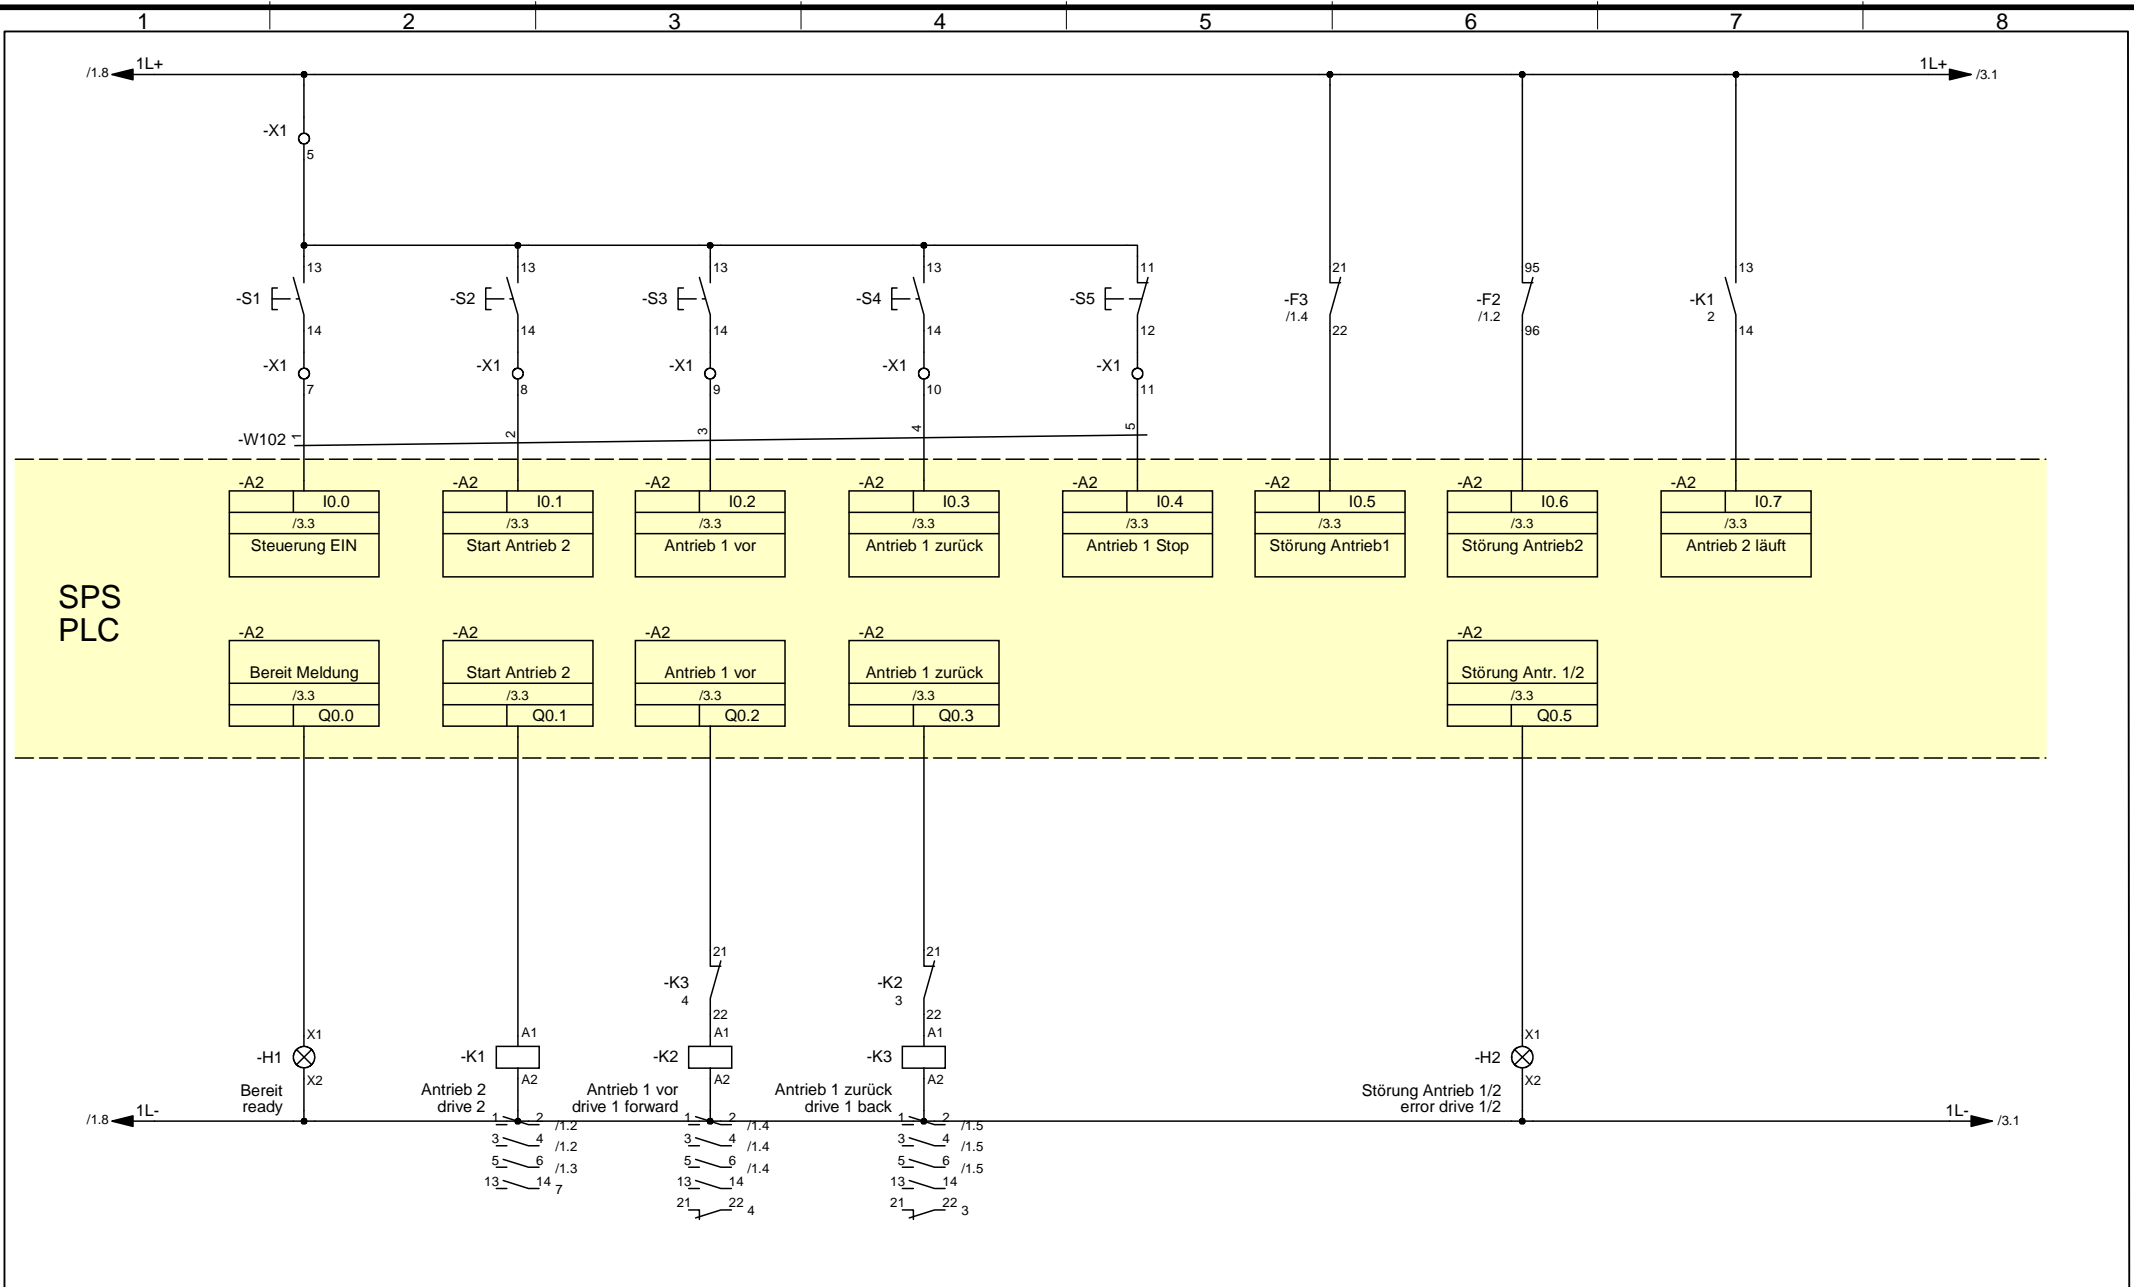 1 2 3 4 5 6 7 8
/1.8 1L+ 1L+ /3.1
-X1
5
13 13 13 13 11 21 95 13
-S1 -S2 -S3 -S4 -S5 -F3 -F2 -K1
/1.4 /1.2 2
14 14 14 14 12 22 96 14
-X1 -X1 -X1 -X1 -X1
7 8 9 10 11
-W102 1 2 3 4 5
-A2 -A2 -A2 -A2 -A2 -A2 -A2 -A2
I0.0 I0.1 I0.2 I0.3 I0.4 I0.5 I0.6 I0.7
/3.3 /3.3 /3.3 /3.3 /3.3 /3.3 /3.3 /3.3
Steuerung EIN Start Antrieb 2 Antrieb 1 vor Antrieb 1 zurück Antrieb 1 Stop Störung Antrieb1 Störung Antrieb2 Antrieb 2 läuft
SPS
PLC
-A2 -A2 -A2 -A2 -A2
Bereit Meldung Start Antrieb 2 Antrieb 1 vor Antrieb 1 zurück Störung Antr. 1/2
/3.3 /3.3 /3.3 /3.3 /3.3
Q0.0 Q0.1 Q0.2 Q0.3 Q0.5
21 21
-K3 -K2
4 3
22 22
X1 A1 A1 A1 X1
-H1 -K1 -K2 -K3 -H2
X2 A2 A2 A2 X2
Bereit Antrieb 2 Antrieb 1 vor Antrieb 1 zurück Störung Antrieb 1/2
ready drive 2 drive 1 forward drive 1 back error drive 1/2
/1.8 1L- 1L- /3.1
1 2 /1.2 1 2 /1.4 1 2 /1.5
3 4 /1.2 3 4 /1.4 3 4 /1.5
5 6 /1.3 5 6 /1.4 5 6 /1.5
13 14 7 13 14 13 14
21 22 4 21 22 3